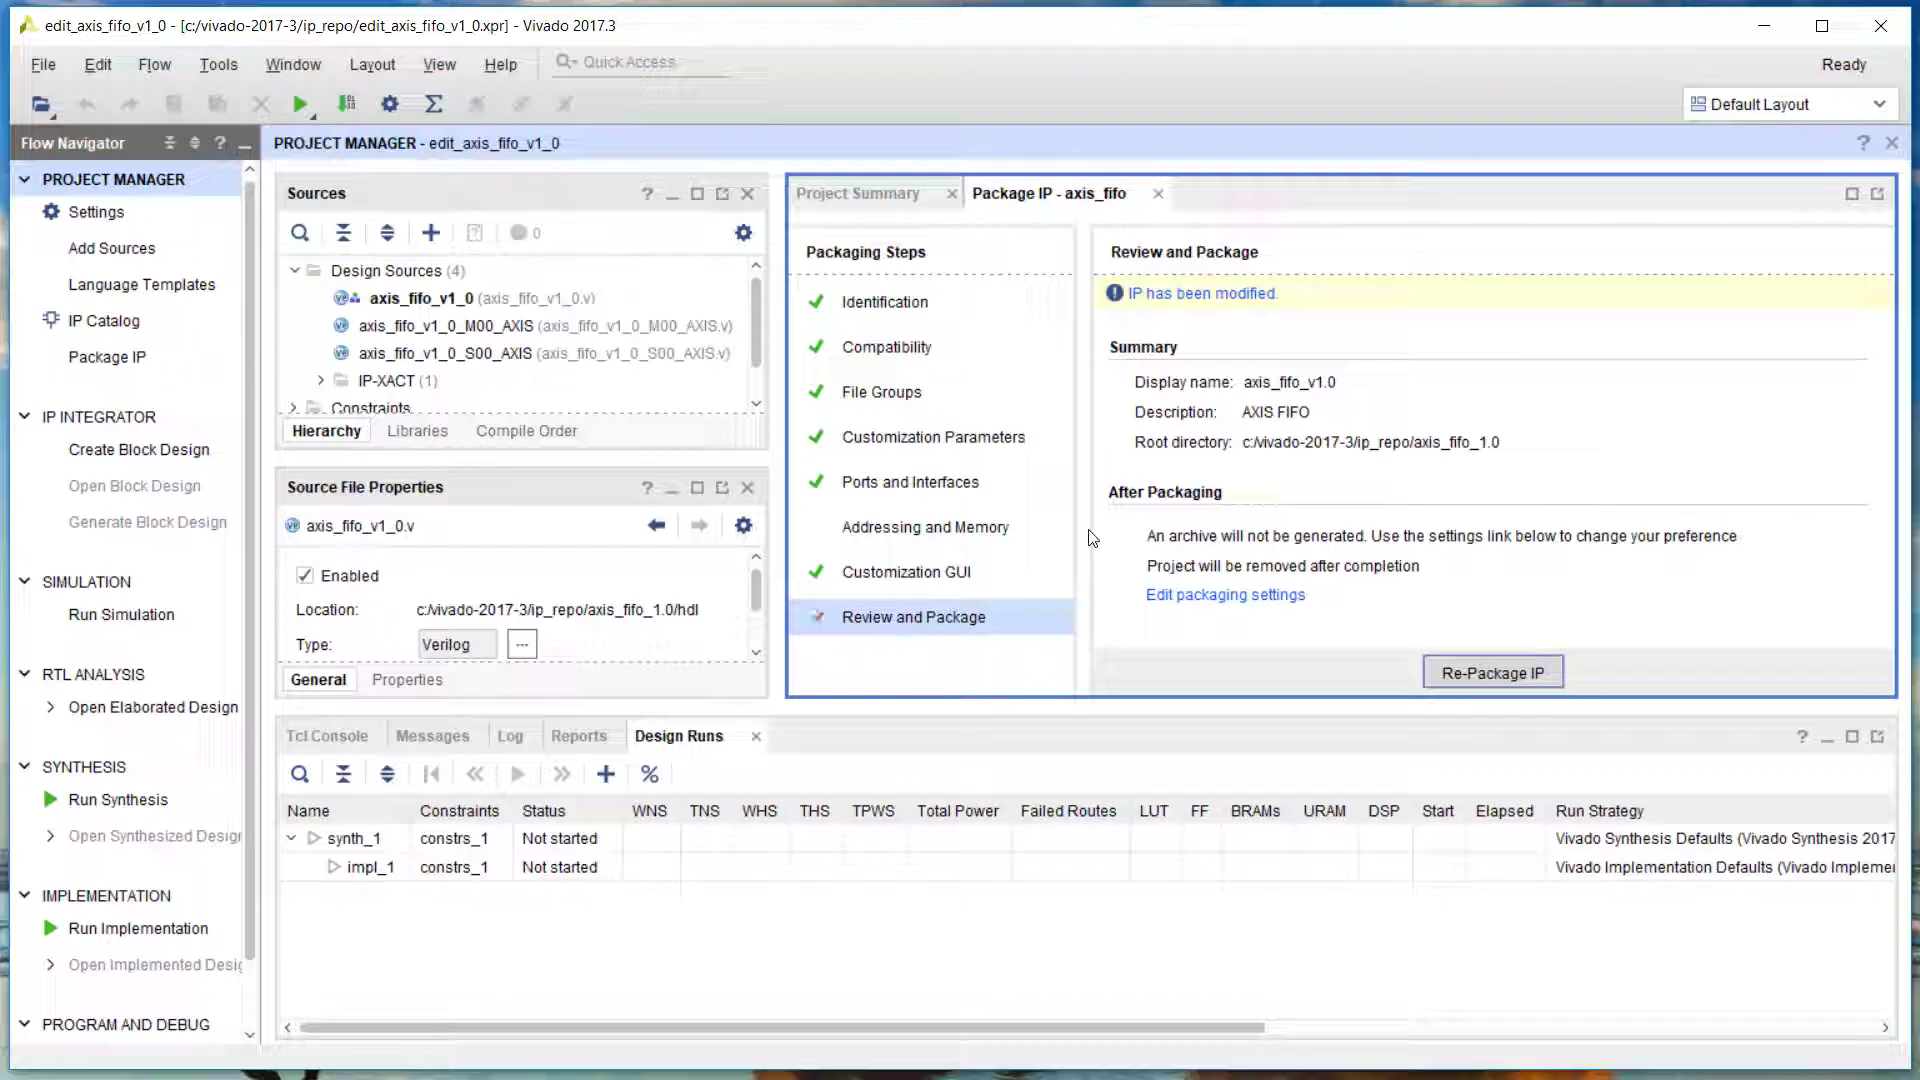 edit_axis_fifo_v1_0 - [c:/vivado-2017-3/ip_repo/edit_axis_fifo_v1_0.xpr] - Vivado 2017.3
File Edit Flow Tools Window Layout View Help Quick Access Ready
Default Layout
Flow Navigator
PROJECT MANAGER
Settings
Add Sources
Language Templates
IP Catalog
Package IP
IP INTEGRATOR
Create Block Design
Open Block Design
Generate Block Design
SIMULATION
Run Simulation
RTL ANALYSIS
Open Elaborated Design
SYNTHESIS
Run Synthesis
Open Synthesized Design
IMPLEMENTATION
Run Implementation
Open Implemented Desig
PROGRAM AND DEBUG
PROJECT MANAGER - edit_axis_fifo_v1_0
Sources
0
Design Sources (4)
axis_fifo_v1_0 (axis_fifo_v1_0.v)
axis_fifo_v1_0_M00_AXIS (axis_fifo_v1_0_M00_AXIS.v)
axis_fifo_v1_0_S00_AXIS (axis_fifo_v1_0_S00_AXIS.v)
IP-XACT (1)
Constraints
Hierarchy Libraries Compile Order
Source File Properties
axis_fifo_v1_0.v
Enabled
Location: c:/vivado-2017-3/ip_repo/axis_fifo_1.0/hdl
Type: Verilog ...
General Properties
Project Summary Package IP - axis_fifo
Packaging Steps
Identification
Compatibility
File Groups
Customization Parameters
Ports and Interfaces
Addressing and Memory
Customization GUI
Review and Package
Review and Package
IP has been modified.
Summary
Display name: axis_fifo_v1.0
Description: AXIS FIFO
Root directory: c:/vivado-2017-3/ip_repo/axis_fifo_1.0
After Packaging
An archive will not be generated. Use the settings link below to change your preference
Project will be removed after completion
Edit packaging settings
Re-Package IP
Tcl Console Messages Log Reports Design Runs
Name Constraints Status WNS TNS WHS THS TPWS Total Power Failed Routes LUT FF BRAMs URAM DSP Start Elapsed Run Strategy
synth_1 constrs_1 Not started Vivado Synthesis Defaults (Vivado Synthesis 2017
impl_1 constrs_1 Not started Vivado Implementation Defaults (Vivado Implemer